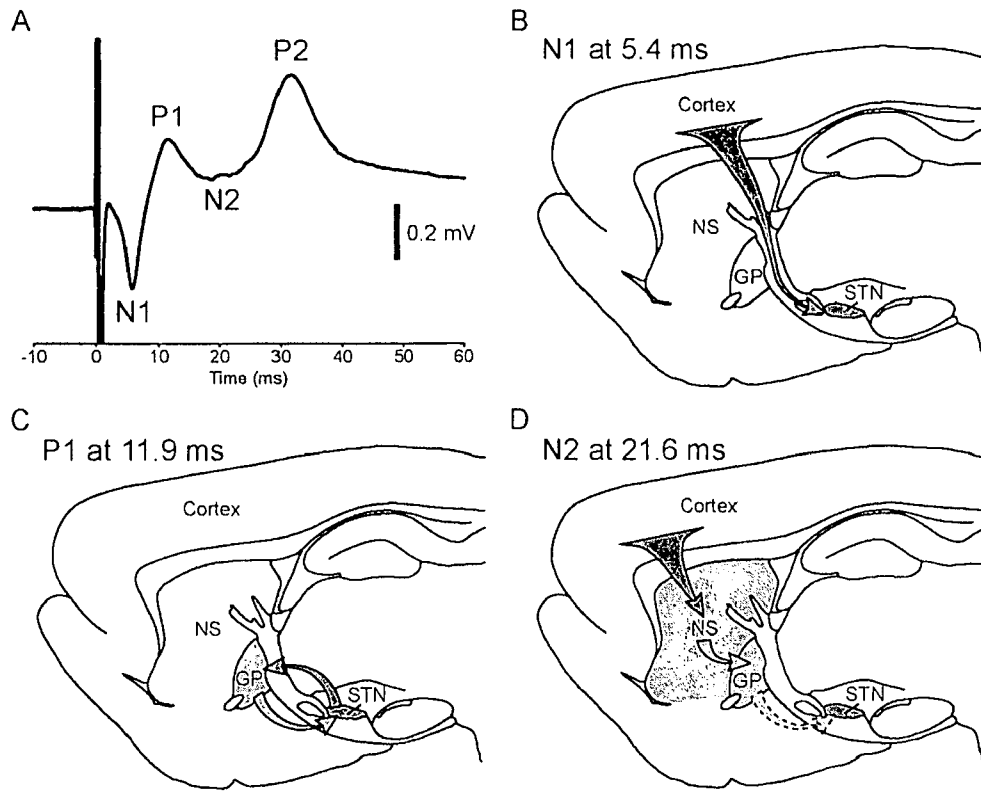 A
P2
P1
N2
0.2 mV
N1
-10 0 10 20 30 40 50 60
Time (ms)
B
N1 at 5.4 ms
Cortex
NS
GP
STN
C
P1 at 11.9 ms
Cortex
NS
GP
STN
D
N2 at 21.6 ms
Cortex
NS
GP
STN